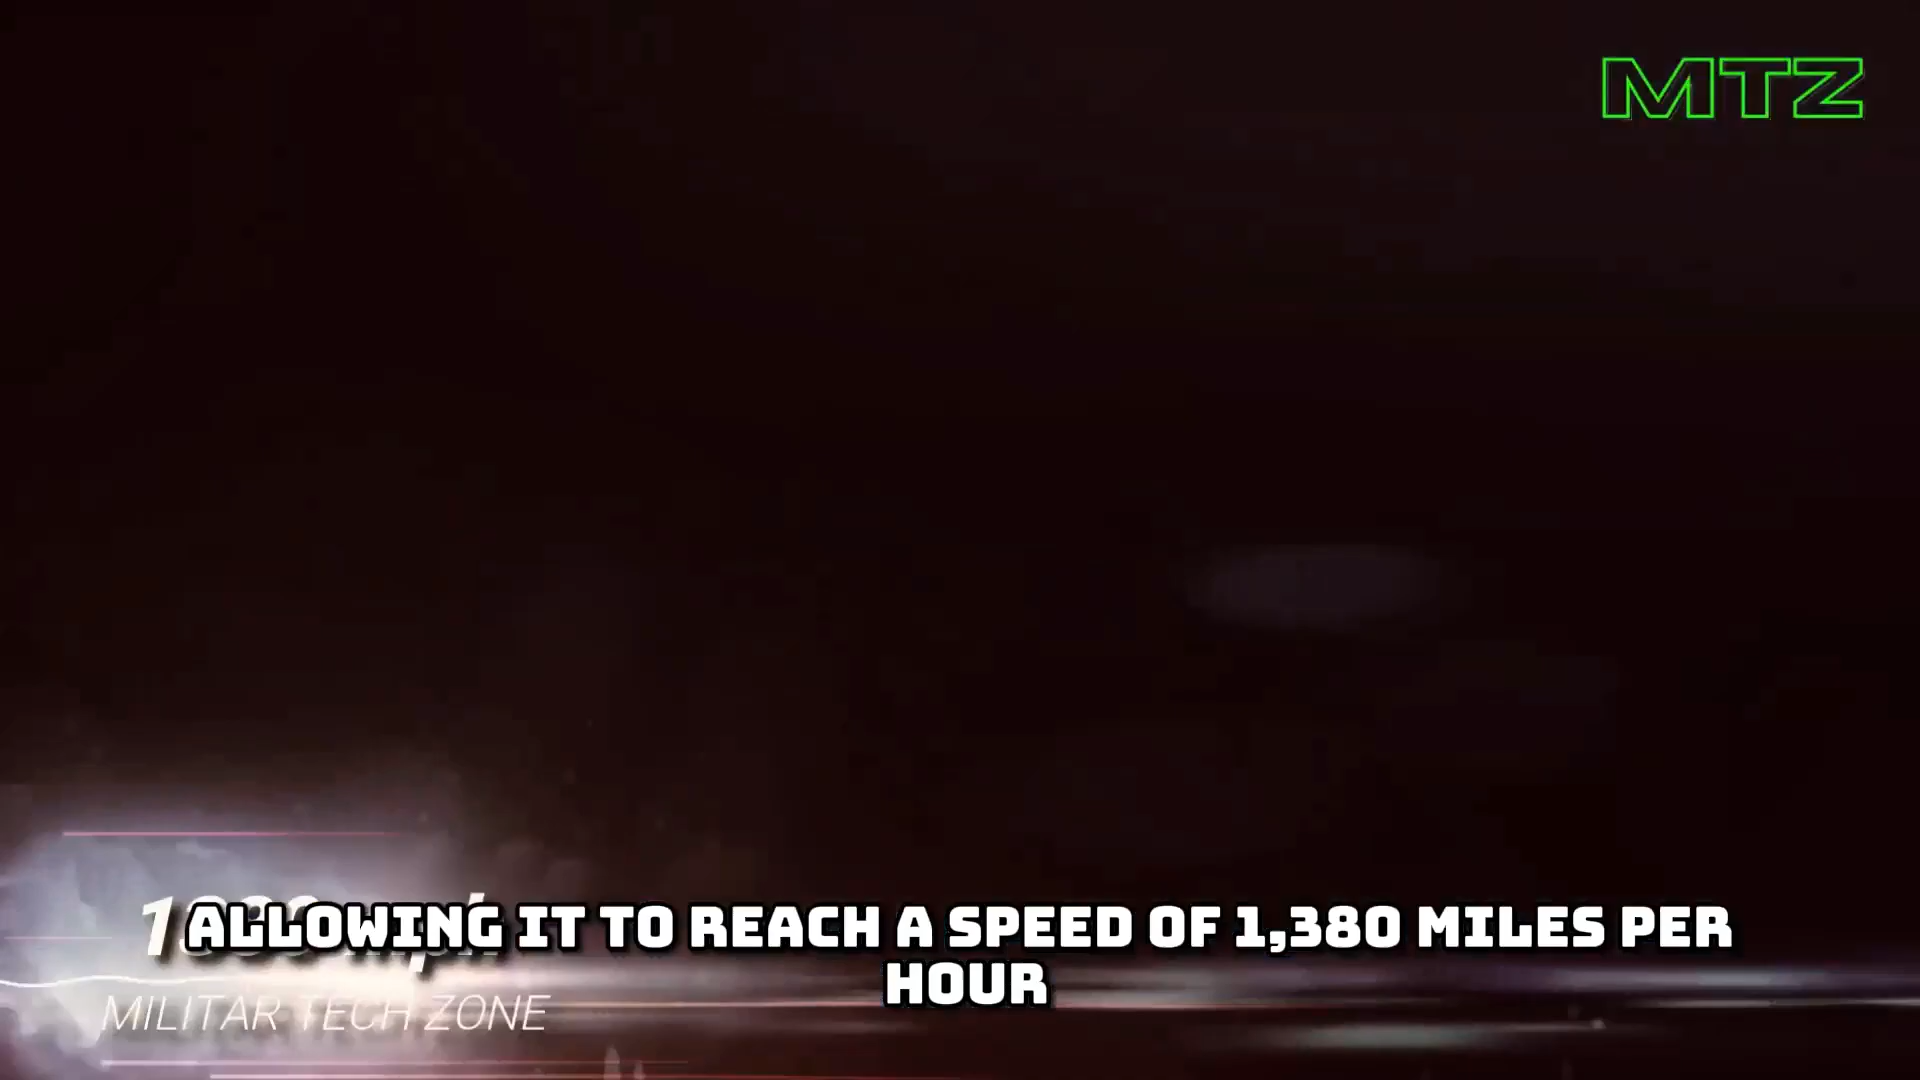 MTZ
ALLOWING IT TO REACH A SPEED OF 1,380 MILES PER
HOUR
MILITAR TECH ZONE